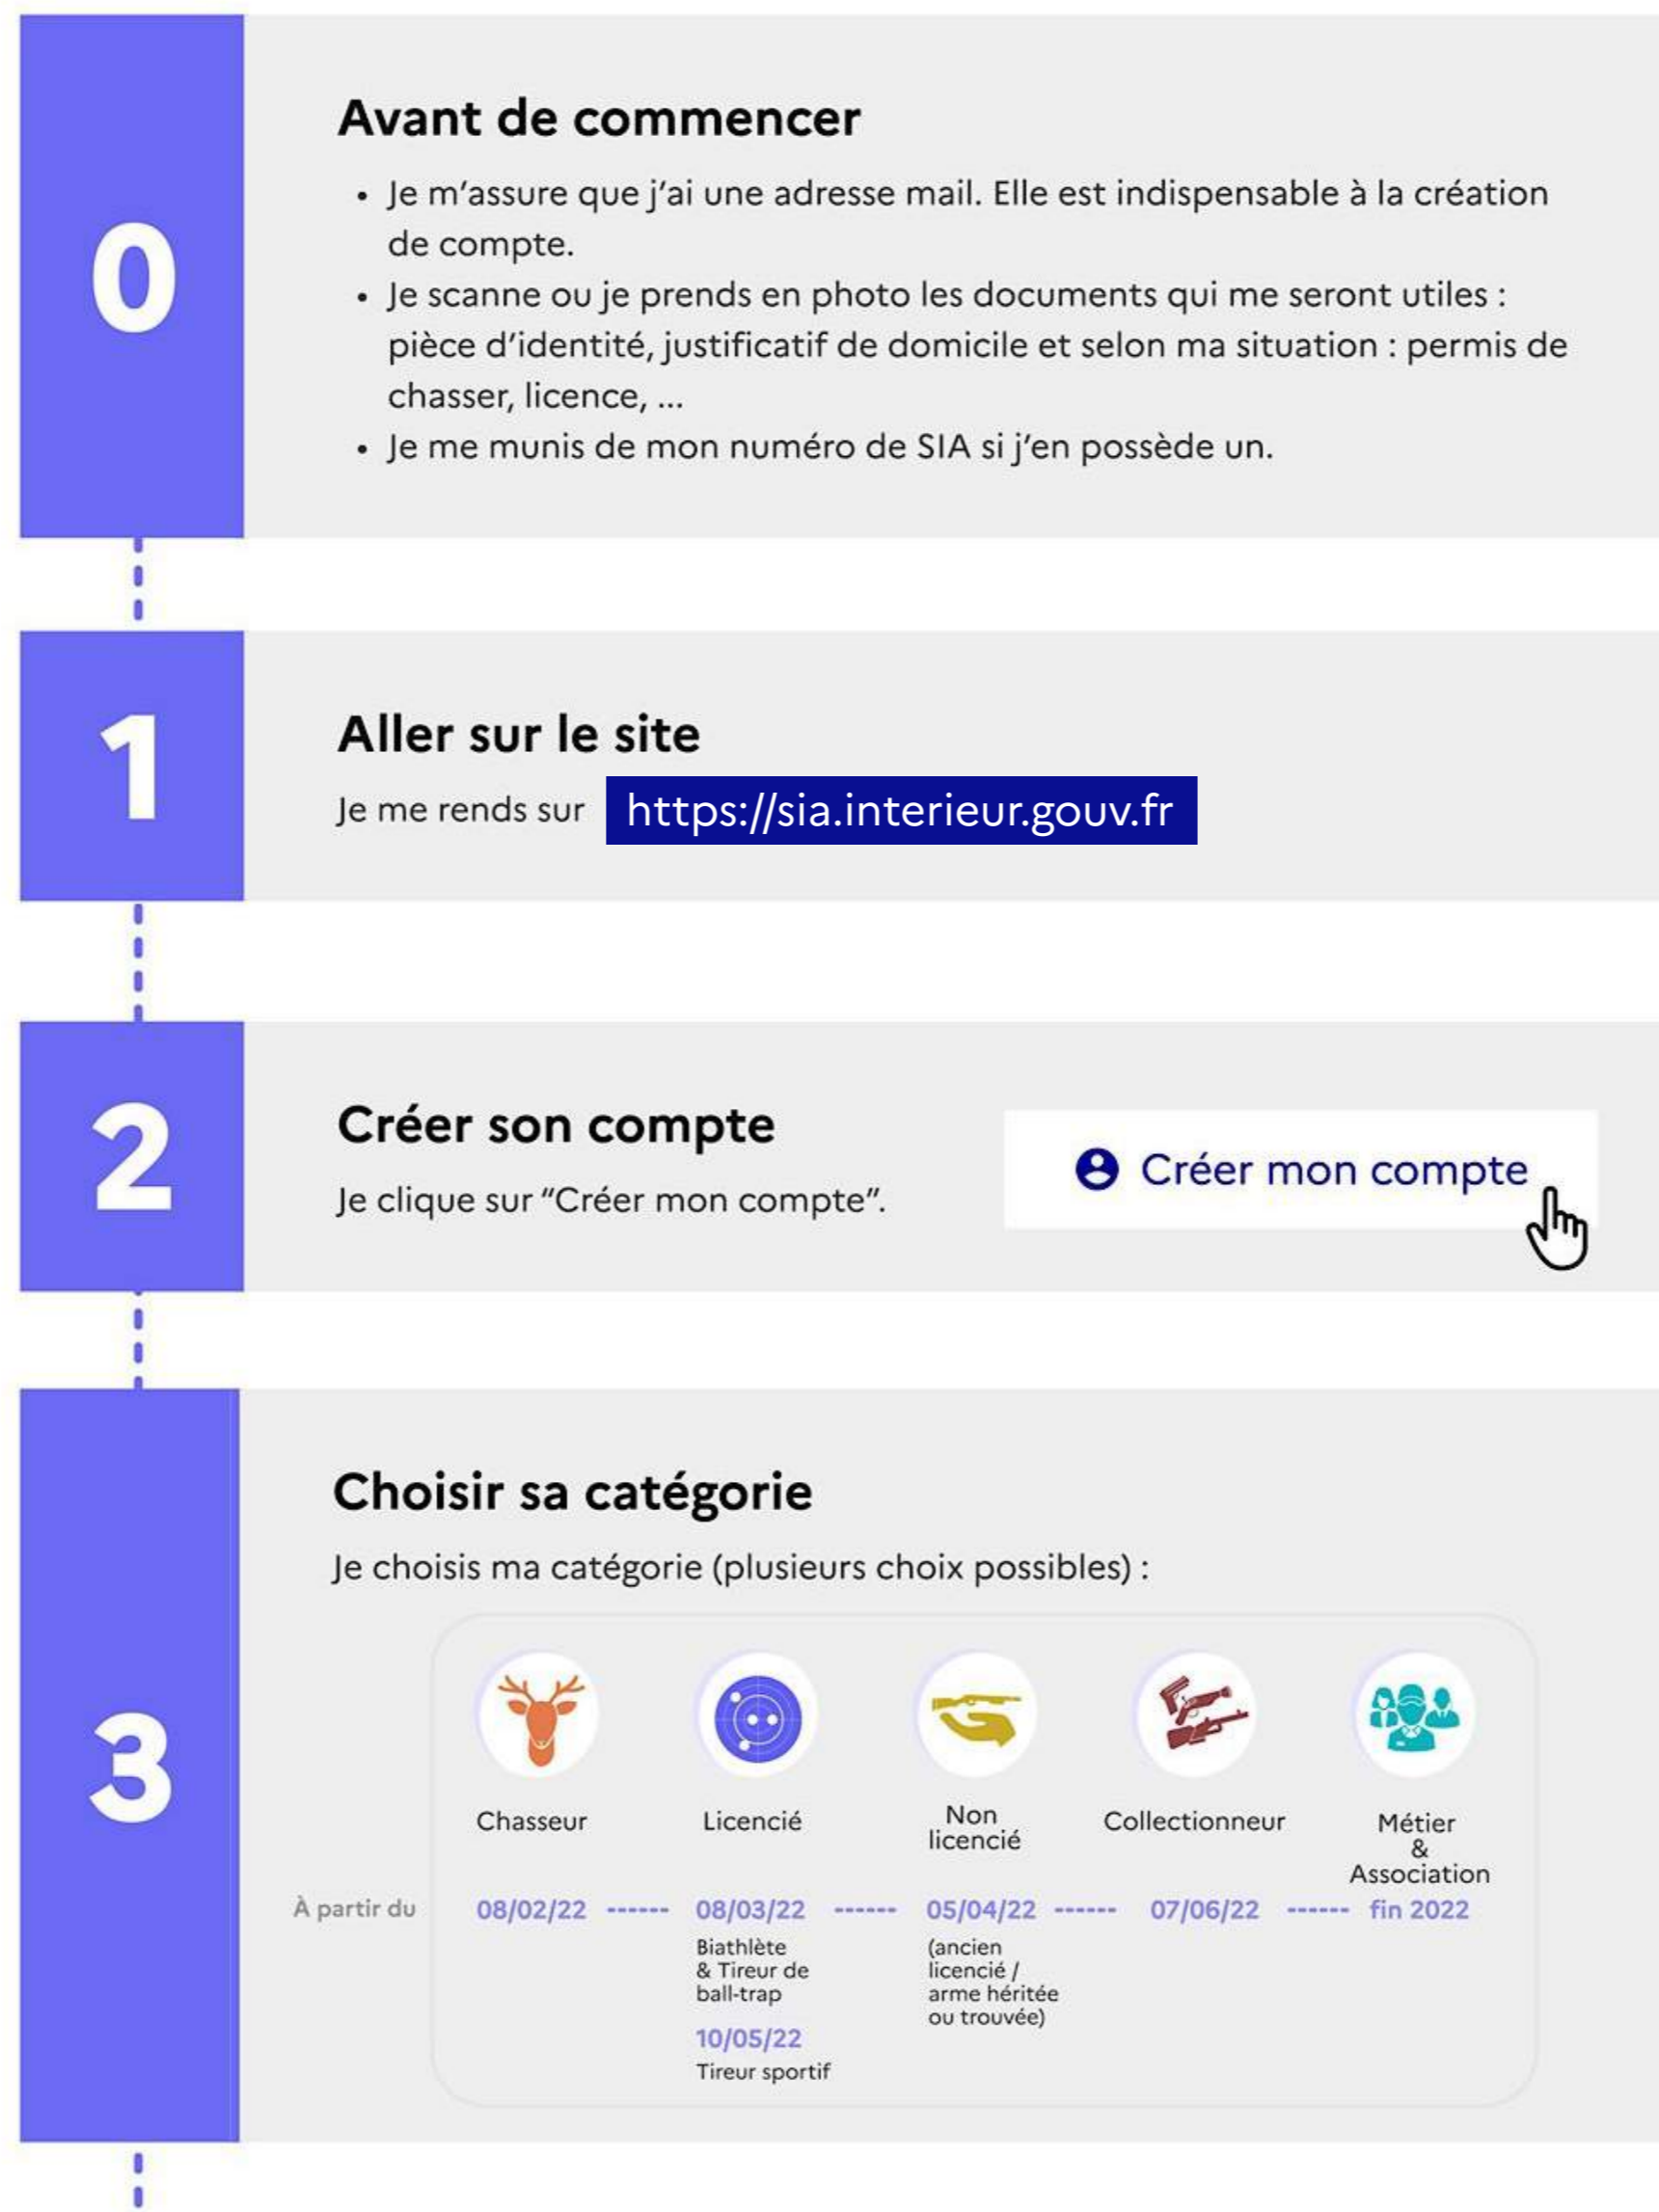 0
Avant de commencer
• Je m'assure que j'ai une adresse mail. Elle est indispensable à la création
de compte.
• Je scanne ou je prends en photo les documents qui me seront utiles :
pièce d'identité, justificatif de domicile et selon ma situation : permis de
chasser, licence, ...
• Je me munis de mon numéro de SIA si j'en possède un.
1
Aller sur le site
Je me rends sur https://sia.interieur.gouv.fr
2
Créer son compte
Je clique sur “Créer mon compte”.
Créer mon compte
3
Choisir sa catégorie
Je choisis ma catégorie (plusieurs choix possibles) :
Chasseur
Licencié
Non
licencié
Collectionneur
Métier
&
Association
À partir du 08/02/22 ------ 08/03/22 ------ 05/04/22 ------ 07/06/22 ------ fin 2022
Biathlète
& Tireur de
ball-trap
10/05/22
Tireur sportif
(ancien
licencié /
arme héritée
ou trouvée)